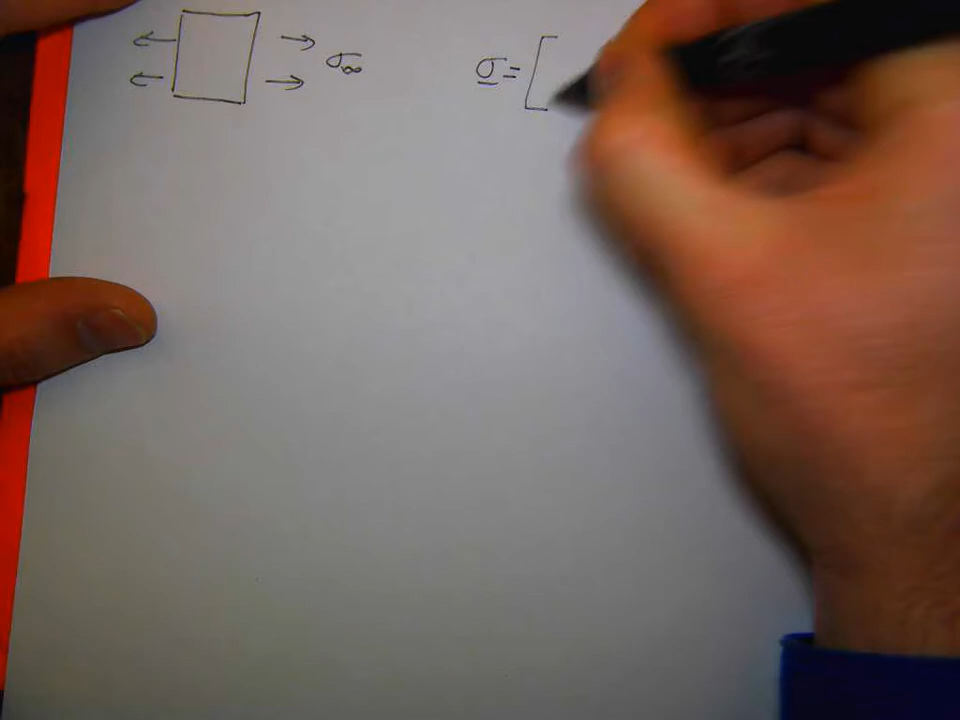 σ∞
σ = [